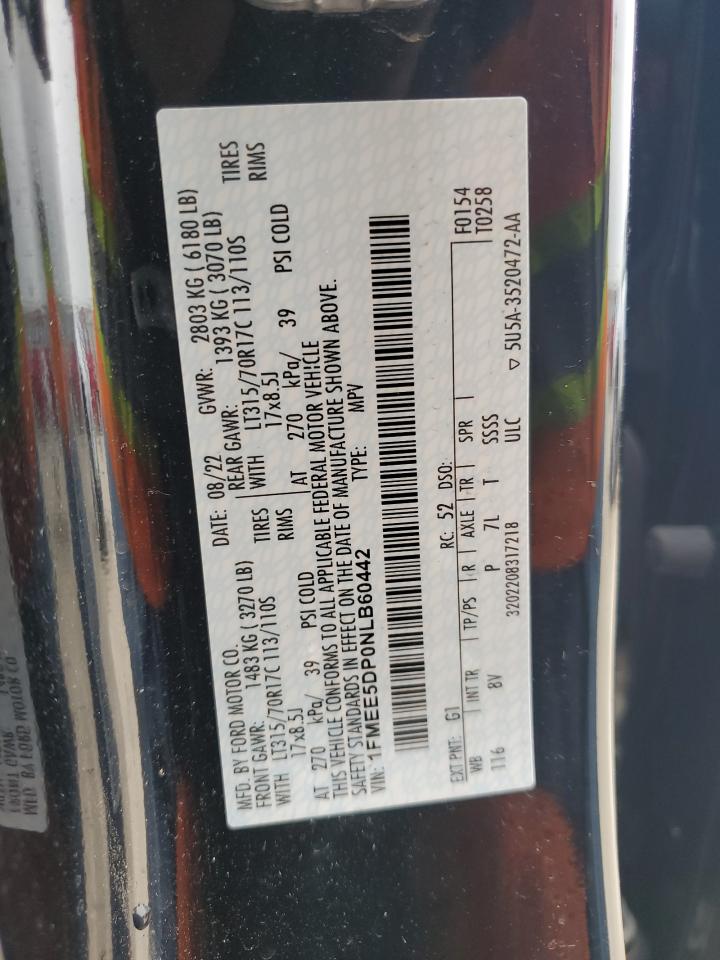 MFD. BY FORD MOTOR CO.
DATE: 08/22 GVWR: 2803 KG ( 6180 LB)
FRONT GAWR: 1483 KG ( 3270 LB)
REAR GAWR: 1393 KG ( 3070 LB)
WITH LT315/70R17C 113/110S TIRES
WITH LT315/70R17C 113/110S TIRES
17x8.5J RIMS
17x8.5J RIMS
AT 270 kPa/ 39 PSI COLD
AT 270 kPa/ 39 PSI COLD
THIS VEHICLE CONFORMS TO ALL APPLICABLE FEDERAL MOTOR VEHICLE
SAFETY STANDARDS IN EFFECT ON THE DATE OF MANUFACTURE SHOWN ABOVE.
VIN: 1FMEE5DP0NLB60442
TYPE: MPV
EXT PNT: G1 RC: 52 DSO: F0154
WB INT TR TP/PS R AXLE TR SPR T0258
116 8V P 7L T SSSS
3202208317218 ULC
▽ 5U5A-3520472-AA